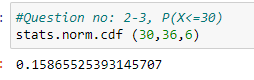 #Question no: 2-3, P(X<=30)
stats.norm.cdf (30,36,6)
0.15865525393145707